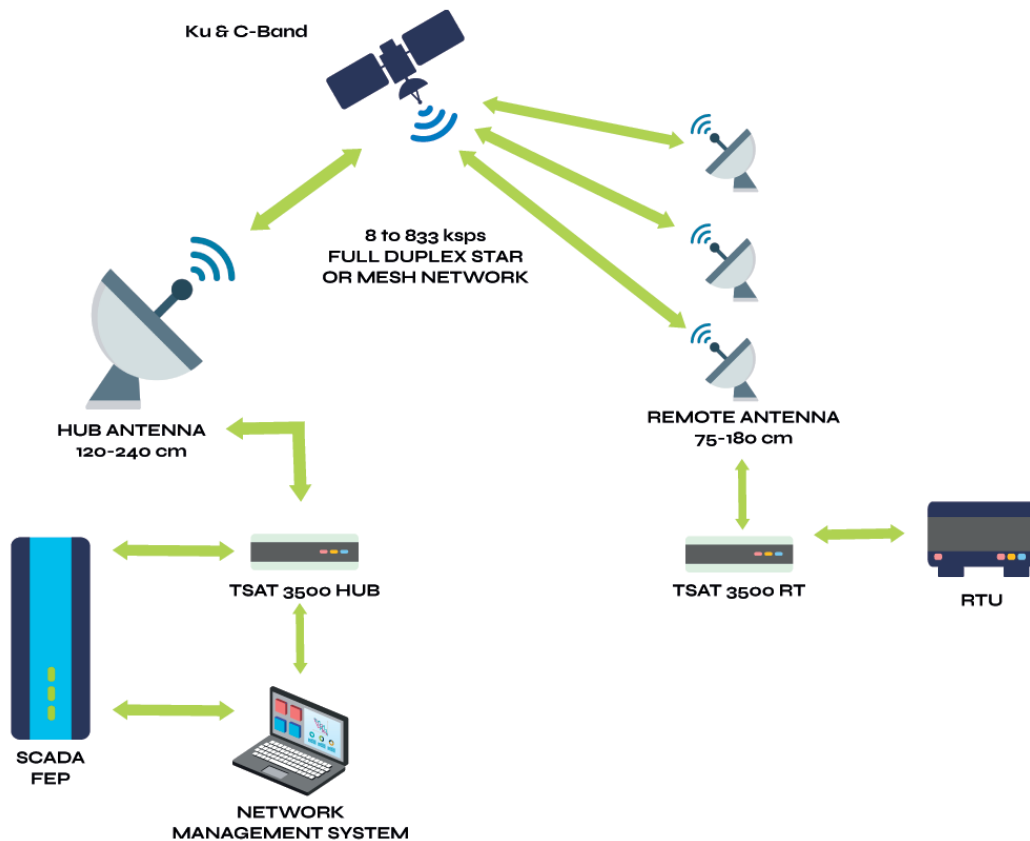 Ku & C-Band
8 to 833 ksps
FULL DUPLEX STAR
OR MESH NETWORK
HUB ANTENNA
120-240 cm
REMOTE ANTENNA
75-180 cm
TSAT 3500 HUB
TSAT 3500 RT
RTU
SCADA
FEP
NETWORK
MANAGEMENT SYSTEM